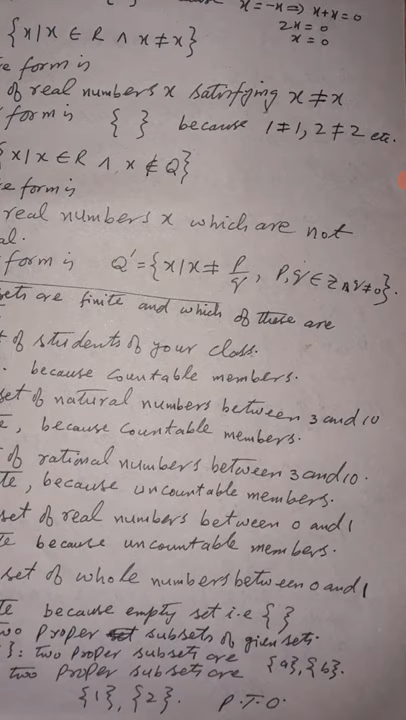 x = -x ⇒ x+x = 0
2x = 0
x = 0
{x | x ∈ R ∧ x ≠ x}
e form is
of real numbers x satisfying x ≠ x
form is { } because 1≠1, 2≠2 etc.
{x | x ∈ R ∧ x ∉ Q}
e form is
real numbers x which are not
al.
form is Q' = {x | x ≠ p/q, p, q ∈ Z ∧ q ≠ 0}.
sets are finite and which of these are
t of students of your class.
. because countable members.
set of natural numbers between 3 and 10
e, because countable members.
of rational numbers between 3 and 10.
te, because uncountable members.
set of real numbers between 0 and 1
te because uncountable members.
set of whole numbers between 0 and 1
te because empty set i.e { }
two proper subsets of given sets.
}: two proper subsets are {a}, {b}.
two proper subsets are
{1}, {2}. P.T.O.